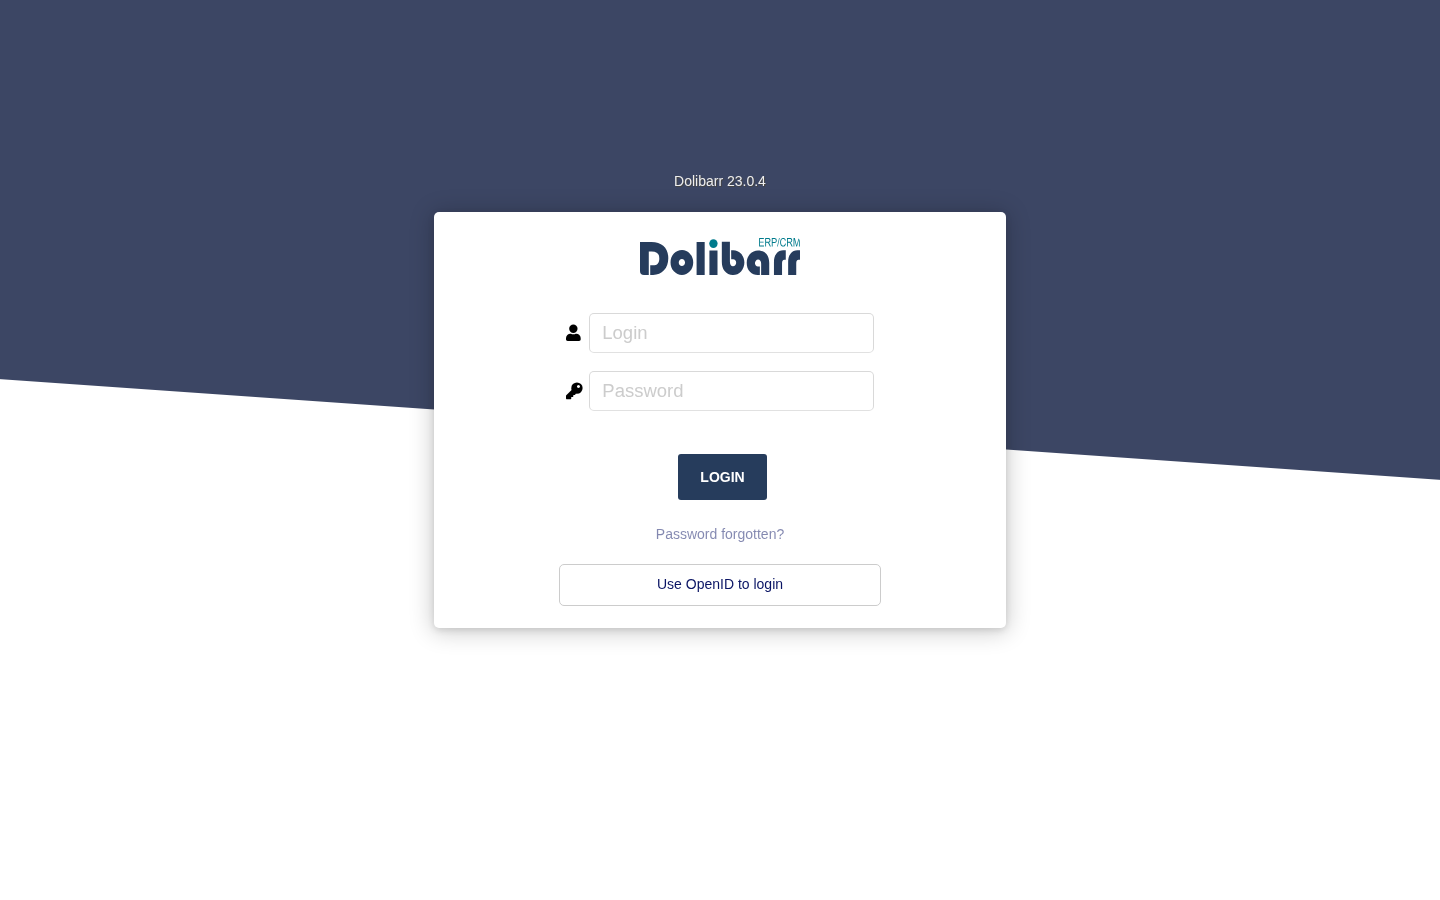 Dolibarr 23.0.4
Dolibarr ERP/CRM
Login
Password
LOGIN
Password forgotten?
Use OpenID to login